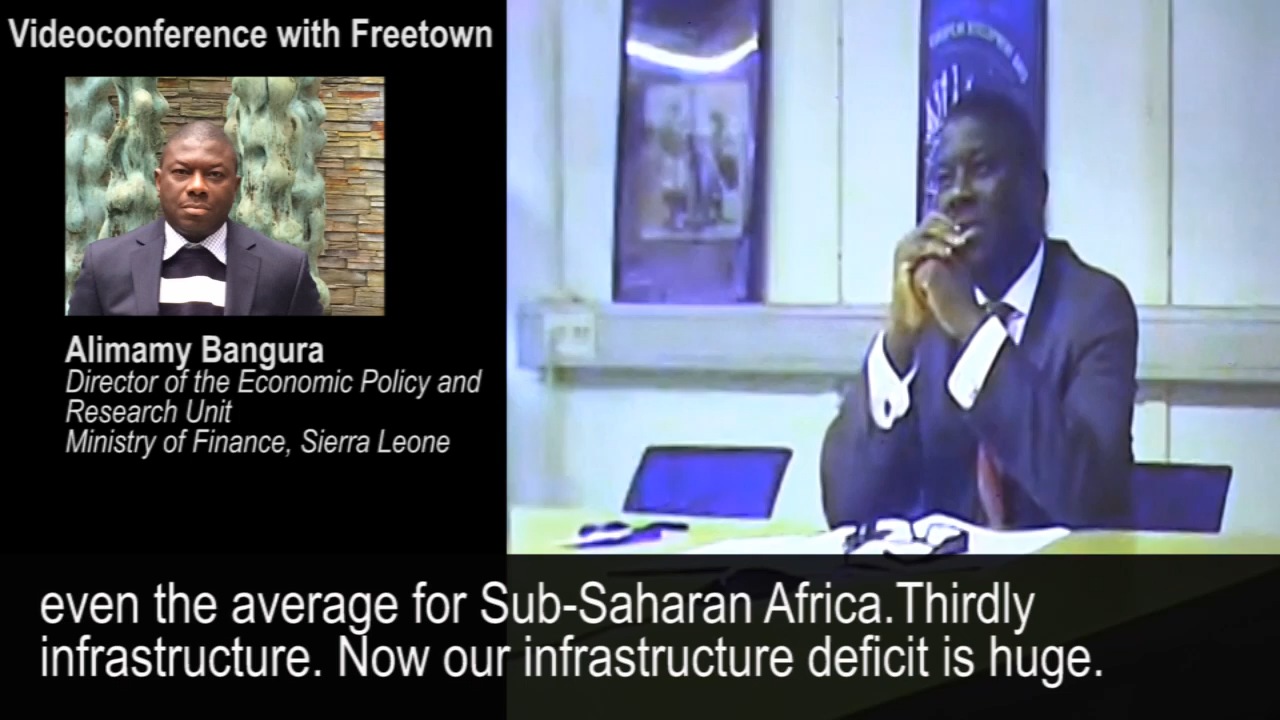 Videoconference with Freetown
Alimamy Bangura
Director of the Economic Policy and
Research Unit
Ministry of Finance, Sierra Leone
even the average for Sub-Saharan Africa.Thirdly
infrastructure. Now our infrastructure deficit is huge.